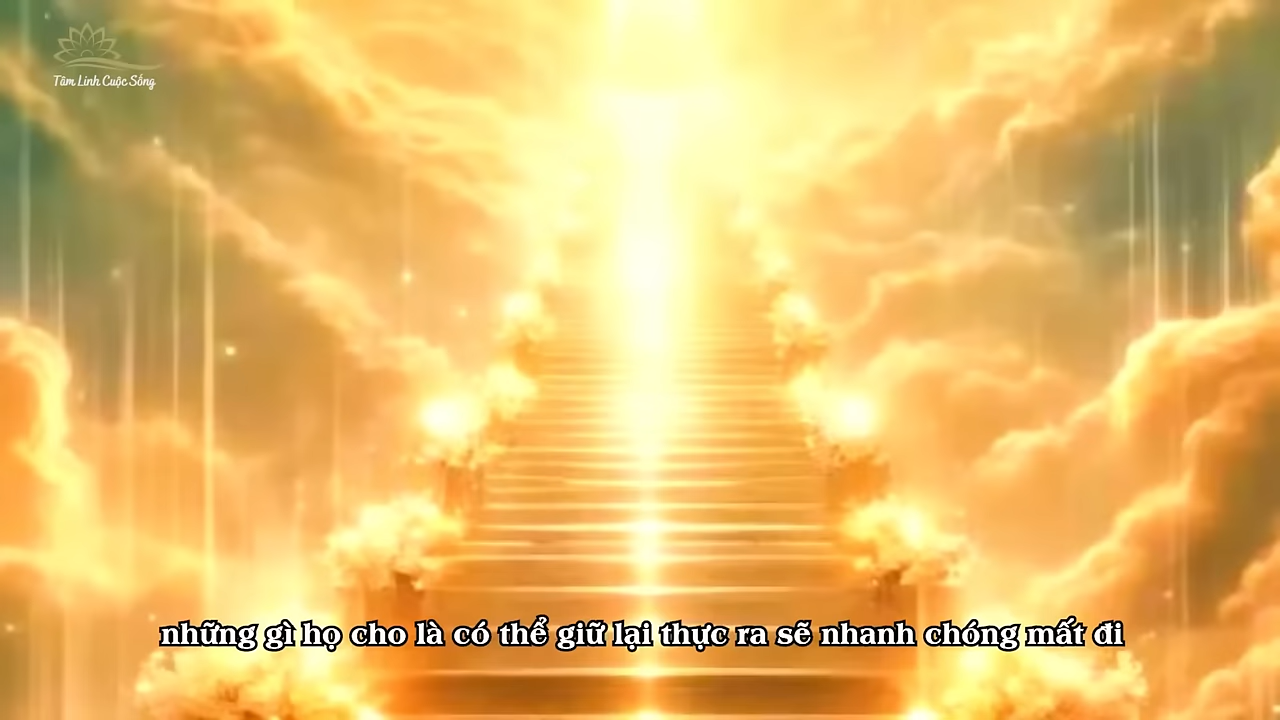 Tâm Linh Cuộc Sống
những gì họ cho là có thể giữ lại thực ra sẽ nhanh chóng mất đi